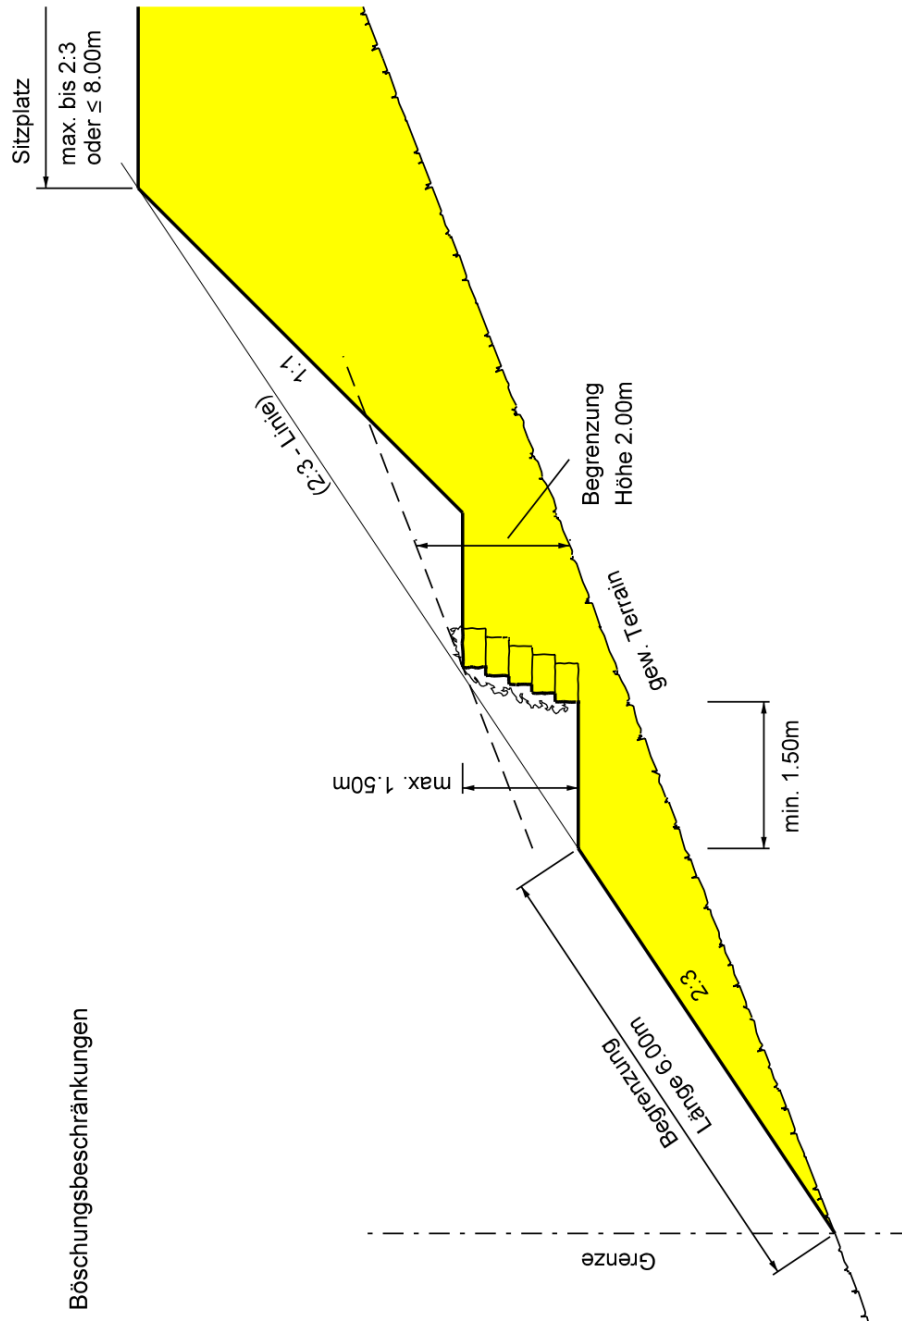 Böschungsbeschränkungen
Sitzplatz
max. bis 2:3
oder ≤ 8.00m
(2:3 - Linie)
1:1
Begrenzung
Höhe 2.00m
gew. Terrain
max. 1.50m
min. 1.50m
2:3
Begrenzung
Länge 6.00m
Grenze